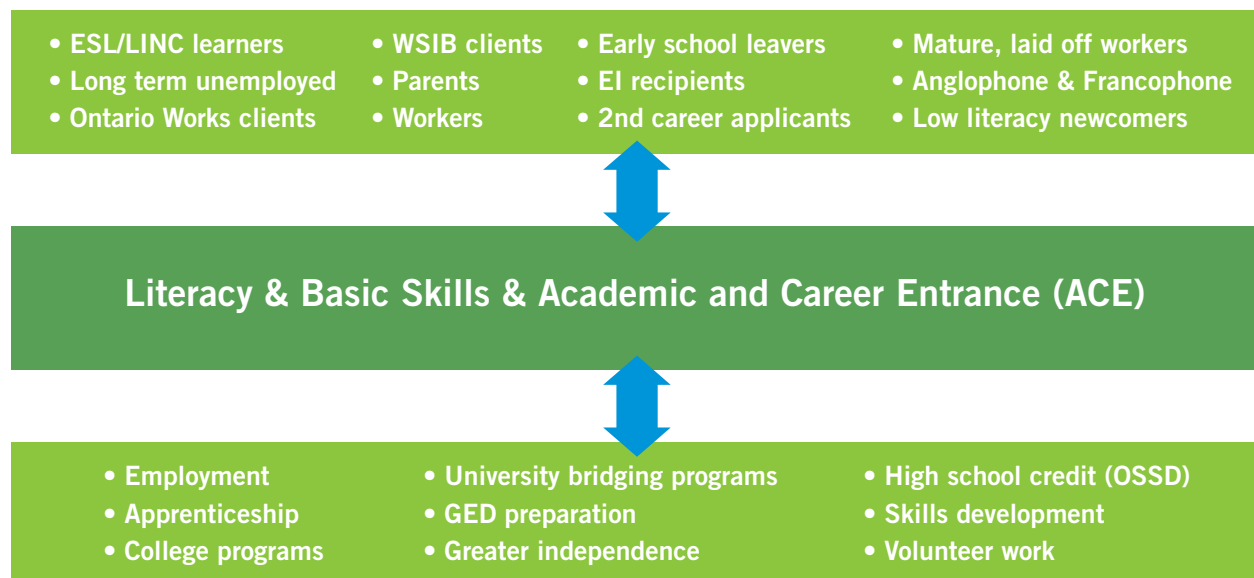 • ESL/LINC learners
• Long term unemployed
• Ontario Works clients
• WSIB clients
• Parents
• Workers
• Early school leavers
• EI recipients
• 2nd career applicants
• Mature, laid off workers
• Anglophone & Francophone
• Low literacy newcomers
Literacy & Basic Skills & Academic and Career Entrance (ACE)
• Employment
• Apprenticeship
• College programs
• University bridging programs
• GED preparation
• Greater independence
• High school credit (OSSD)
• Skills development
• Volunteer work